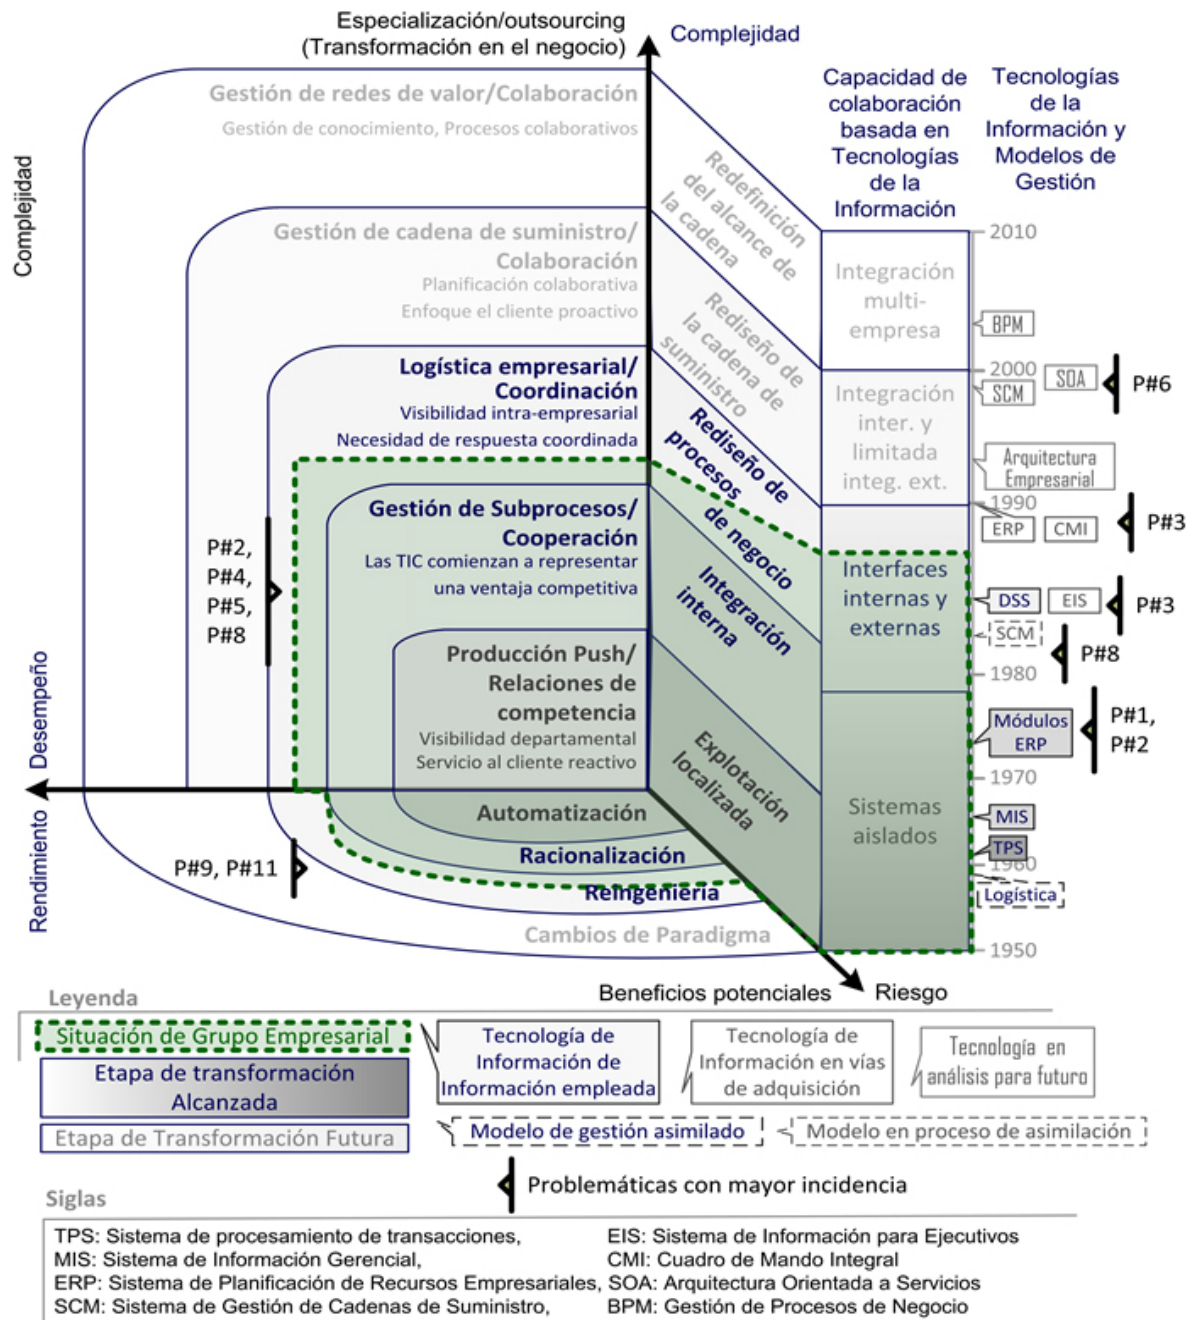 Especialización/outsourcing
(Transformación en el negocio)
Complejidad
Complejidad
Capacidad de
colaboración
basada en
Tecnologías
de la
Información
Tecnologías
de la
Información y
Modelos de
Gestión
Gestión de redes de valor/Colaboración
Gestión de conocimiento, Procesos colaborativos
Redefinición
del alcance de
la cadena
2010
Integración
multi-
empresa
BPM
Gestión de cadena de suministro/
Colaboración
Planificación colaborativa
Enfoque el cliente proactivo
Rediseño de
la cadena de
suministro
2000
SCM
SOA
P#6
Integración
inter. y
limitada
integ. ext.
Arquitectura
Empresarial
Logística empresarial/
Coordinación
Visibilidad intra-empresarial
Necesidad de respuesta coordinada
Rediseño de
procesos
de negocio
1990
ERP
CMI
P#3
Gestión de Subprocesos/
Cooperación
Las TIC comienzan a representar
una ventaja competitiva
Integración
interna
Interfaces
internas y
externas
DSS
EIS
P#3
SCM
P#8
1980
P#2,
P#4,
P#5,
P#8
Producción Push/
Relaciones de
competencia
Visibilidad departamental
Servicio al cliente reactivo
Explotación
localizada
Módulos
ERP
P#1,
P#2
1970
Sistemas
aislados
MIS
TPS
1960
Logística
1950
Desempeño
Rendimiento
Automatización
Racionalización
Reingeniería
Cambios de Paradigma
P#9, P#11
Beneficios potenciales
Riesgo
Leyenda
Situación de Grupo Empresarial
Etapa de transformación
Alcanzada
Etapa de Transformación Futura
Tecnología de
Información de
Información empleada
Tecnología de
Información en vías
de adquisición
Tecnología en
análisis para futuro
Modelo de gestión asimilado
Modelo en proceso de asimilación
Problemáticas con mayor incidencia
Siglas
TPS: Sistema de procesamiento de transacciones,
EIS: Sistema de Información para Ejecutivos
MIS: Sistema de Información Gerencial,
CMI: Cuadro de Mando Integral
ERP: Sistema de Planificación de Recursos Empresariales,
SOA: Arquitectura Orientada a Servicios
SCM: Sistema de Gestión de Cadenas de Suministro,
BPM: Gestión de Procesos de Negocio